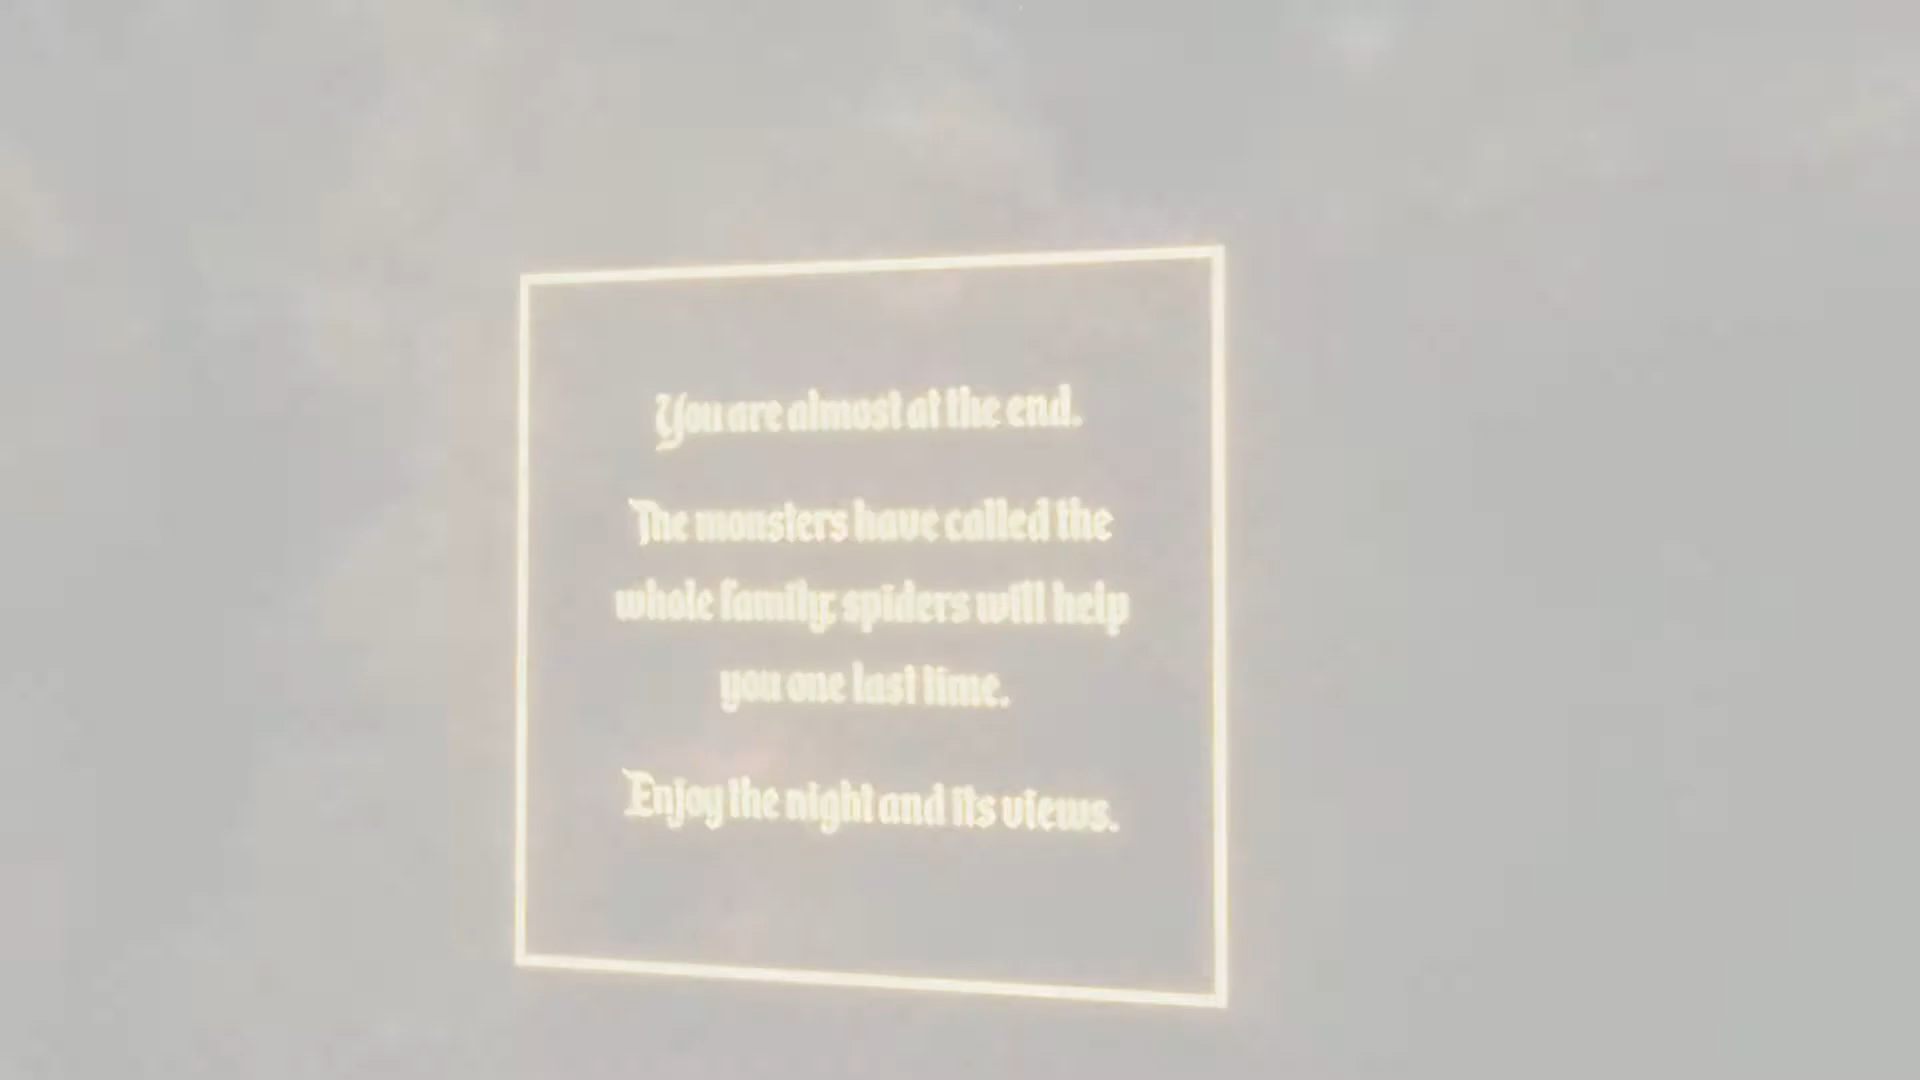 You are almost at the end.
The monsters have called the
whole family; spiders will help
you one last time.
Enjoy the night and its views.